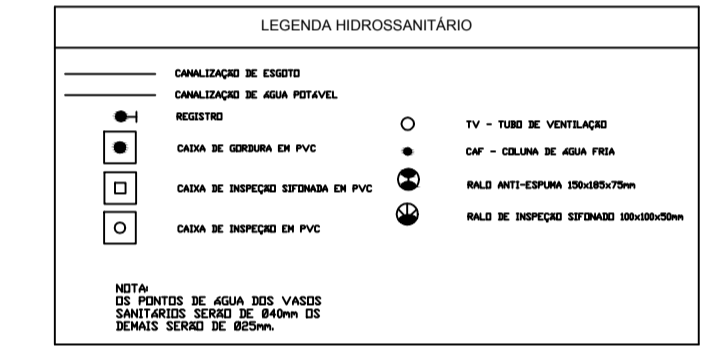 LEGENDA HIDROSSANITÁRIO
CANALIZAÇÃO DE ESGOTO
CANALIZAÇÃO DE ÁGUA POTÁVEL
REGISTRO
CAIXA DE GORDURA EM PVC
CAIXA DE INSPEÇÃO SIFONADA EM PVC
CAIXA DE INSPEÇÃO EM PVC
TV - TUBO DE VENTILAÇÃO
CAF - COLUNA DE ÁGUA FRIA
RALO ANTI-ESPUMA 150x185x75mm
RALO DE INSPEÇÃO SIFONADO 100x100x50mm
NOTA:
OS PONTOS DE ÁGUA DOS VASOS
SANITÁRIOS SERÃO DE Ø40mm OS
DEMAIS SERÃO DE Ø25mm.